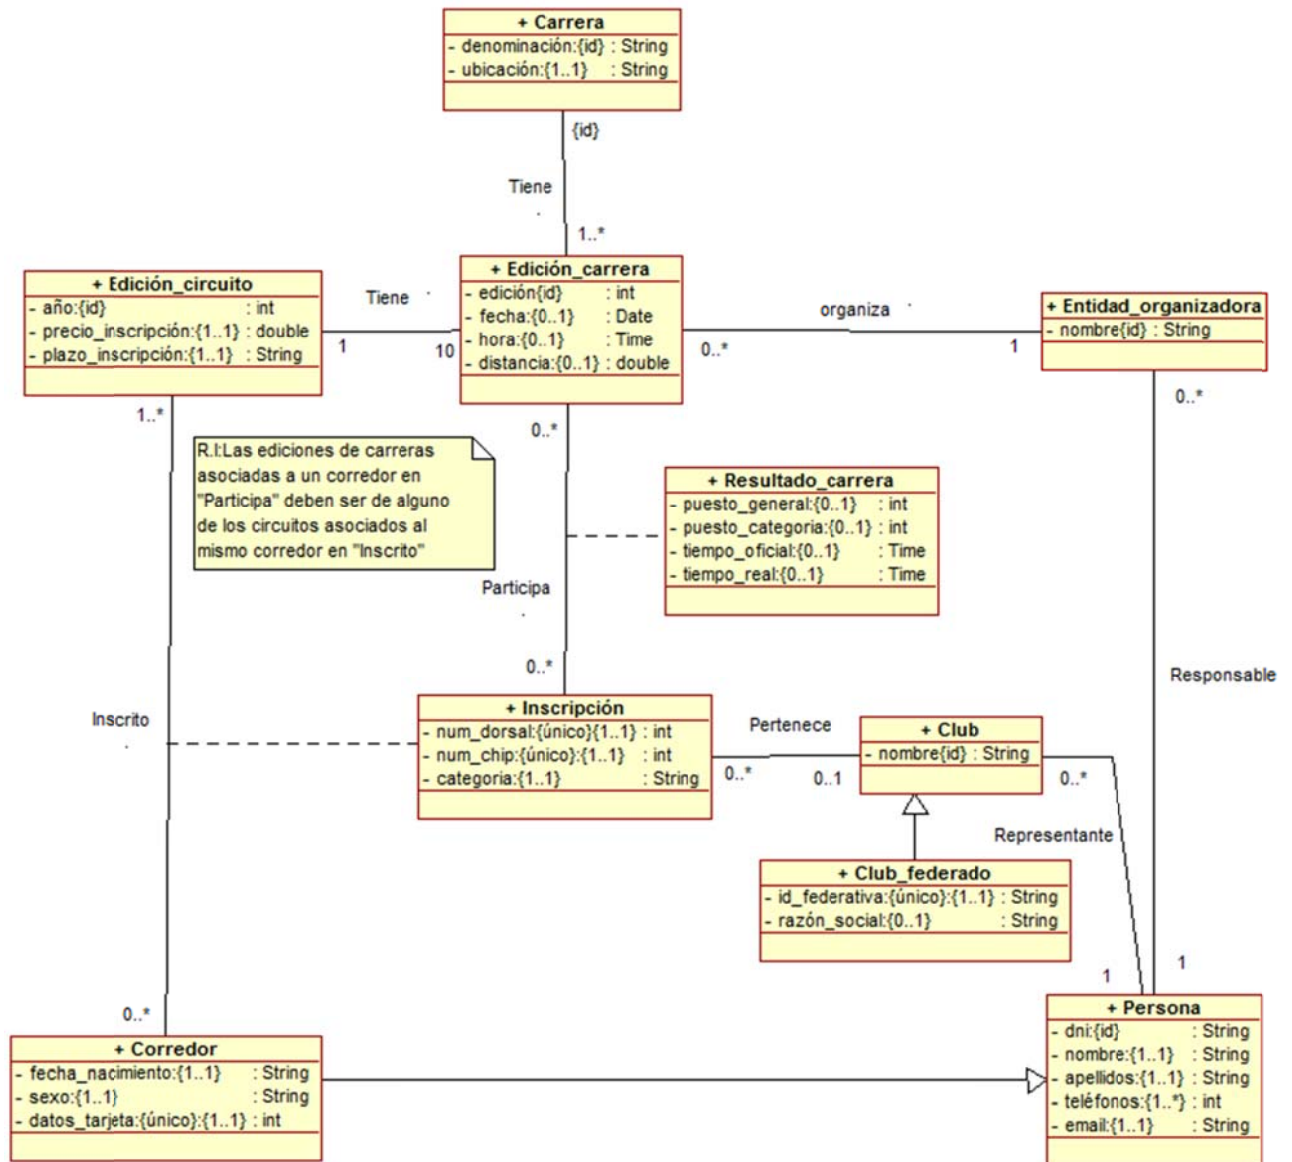 + Carrera
- denominación:{id} : String
- ubicación:{1..1} : String
{id}
Tiene
1..*
+ Edición_circuito
- año:{id} : int
- precio_inscripción:{1..1} : double
- plazo_inscripción:{1..1} : String
Tiene
1
10
+ Edición_carrera
- edición{id} : int
- fecha:{0..1} : Date
- hora:{0..1} : Time
- distancia:{0..1} : double
organiza
0..*
1
+ Entidad_organizadora
- nombre{id} : String
1..*
0..*
0..*
R.I:Las ediciones de carreras
asociadas a un corredor en
"Participa" deben ser de alguno
de los circuitos asociados al
mismo corredor en "Inscrito"
+ Resultado_carrera
- puesto_general:{0..1} : int
- puesto_categoria:{0..1} : int
- tiempo_oficial:{0..1} : Time
- tiempo_real:{0..1} : Time
Participa
0..*
Responsable
Inscrito
+ Inscripción
- num_dorsal:{único}{1..1} : int
- num_chip:{único}:{1..1} : int
- categoria:{1..1} : String
Pertenece
0..*
0..1
+ Club
- nombre{id} : String
0..*
Representante
+ Club_federado
- id_federativa:{único}:{1..1} : String
- razón_social:{0..1} : String
1
1
0..*
+ Corredor
- fecha_nacimiento:{1..1} : String
- sexo:{1..1} : String
- datos_tarjeta:{único}:{1..1} : int
+ Persona
- dni:{id} : String
- nombre:{1..1} : String
- apellidos:{1..1} : String
- teléfonos:{1..*} : int
- email:{1..1} : String